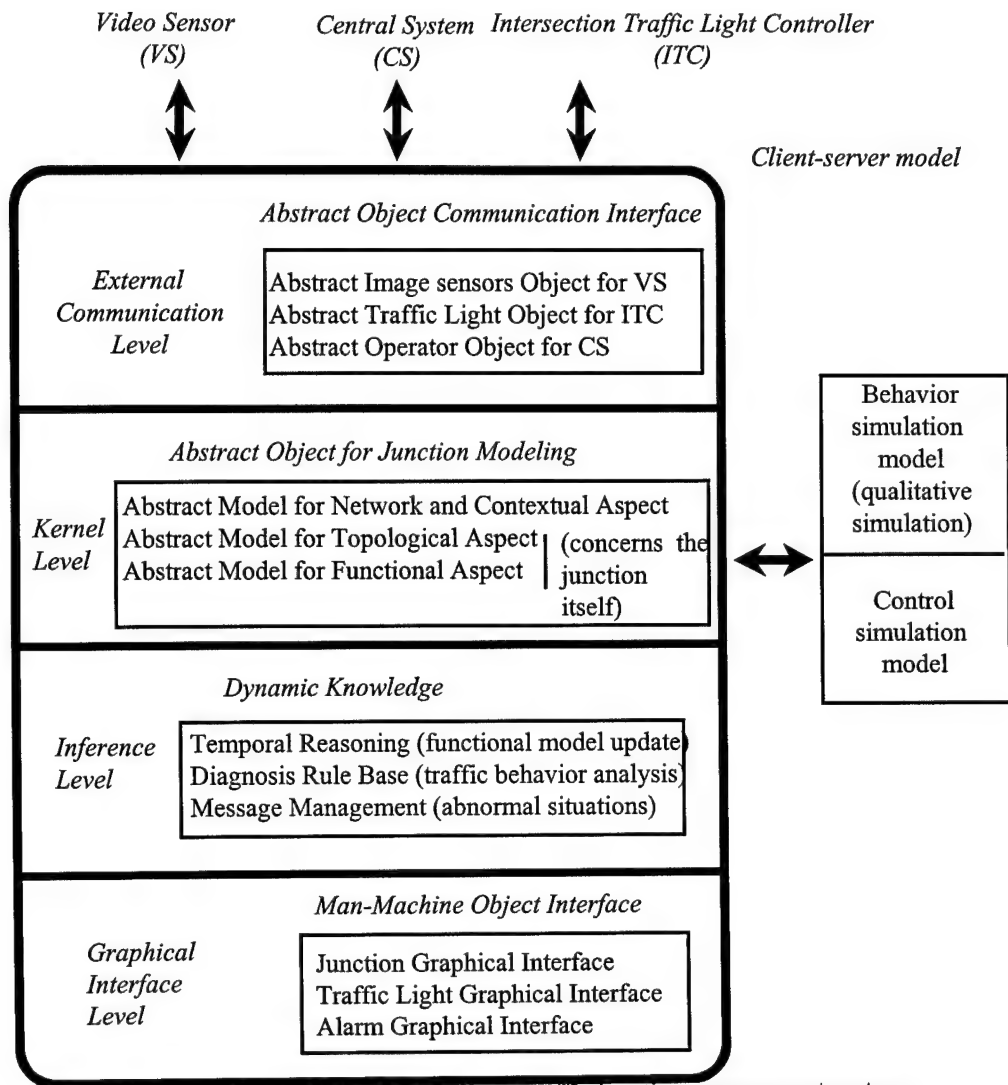 Video Sensor
(VS)
Central System
(CS)
Intersection Traffic Light Controller
(ITC)
Client-server model
Abstract Object Communication Interface
External
Communication
Level
Abstract Image sensors Object for VS
Abstract Traffic Light Object for ITC
Abstract Operator Object for CS
Abstract Object for Junction Modeling
Kernel
Level
Abstract Model for Network and Contextual Aspect
Abstract Model for Topological Aspect
Abstract Model for Functional Aspect
(concerns the
junction
itself)
Behavior
simulation
model
(qualitative
simulation)
Control
simulation
model
Dynamic Knowledge
Inference
Level
Temporal Reasoning (functional model update)
Diagnosis Rule Base (traffic behavior analysis)
Message Management (abnormal situations)
Man-Machine Object Interface
Graphical
Interface
Level
Junction Graphical Interface
Traffic Light Graphical Interface
Alarm Graphical Interface